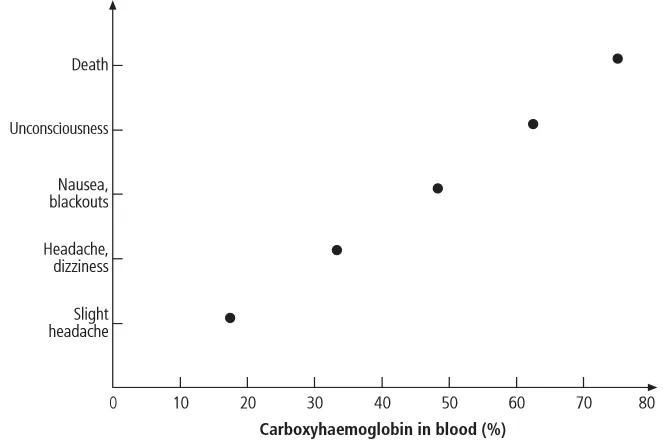 Death
Unconsciousness
Nausea,
blackouts
Headache,
dizziness
Slight
headache
0 10 20 30 40 50 60 70 80
Carboxyhaemoglobin in blood (%)